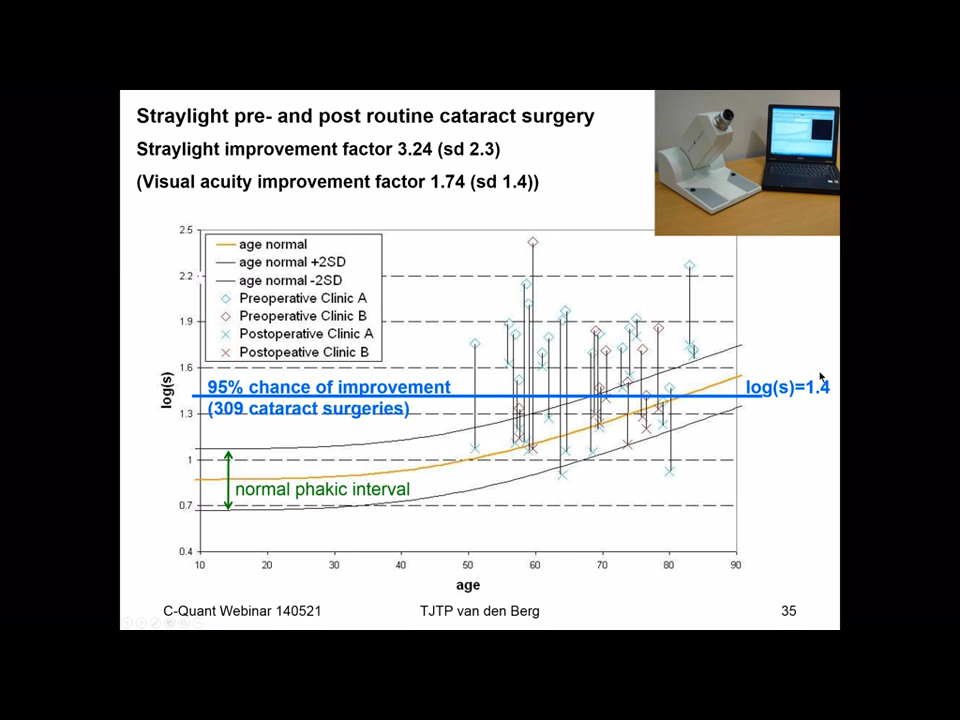 Straylight pre- and post routine cataract surgery
Straylight improvement factor 3.24 (sd 2.3)
(Visual acuity improvement factor 1.74 (sd 1.4))
2.5
2.2
1.9
1.6
1.3
1
0.7
0.4
log(s)
age normal
age normal +2SD
age normal -2SD
Preoperative Clinic A
Preoperative Clinic B
Postoperative Clinic A
Postopeative Clinic B
95% chance of improvement
(309 cataract surgeries)
log(s)=1.4
normal phakic interval
10 20 30 40 50 60 70 80 90
age
C-Quant Webinar 140521 TJTP van den Berg 35